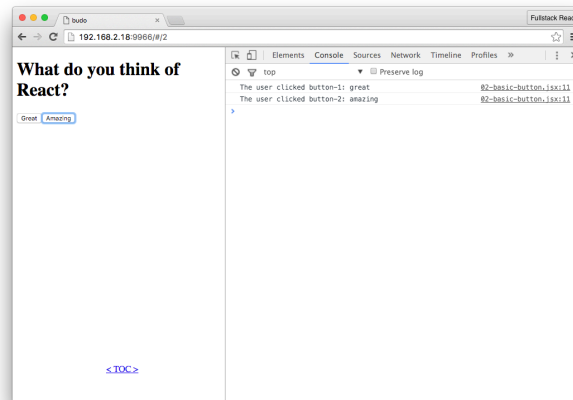 budo
Fullstack Reac
192.168.2.18:9966/#/2
Elements Console Sources Network Timeline Profiles »
top Preserve log
The user clicked button-1: great 02-basic-button.jsx:11
The user clicked button-2: amazing 02-basic-button.jsx:11
>
What do you think of
React?
Great Amazing
< TOC >